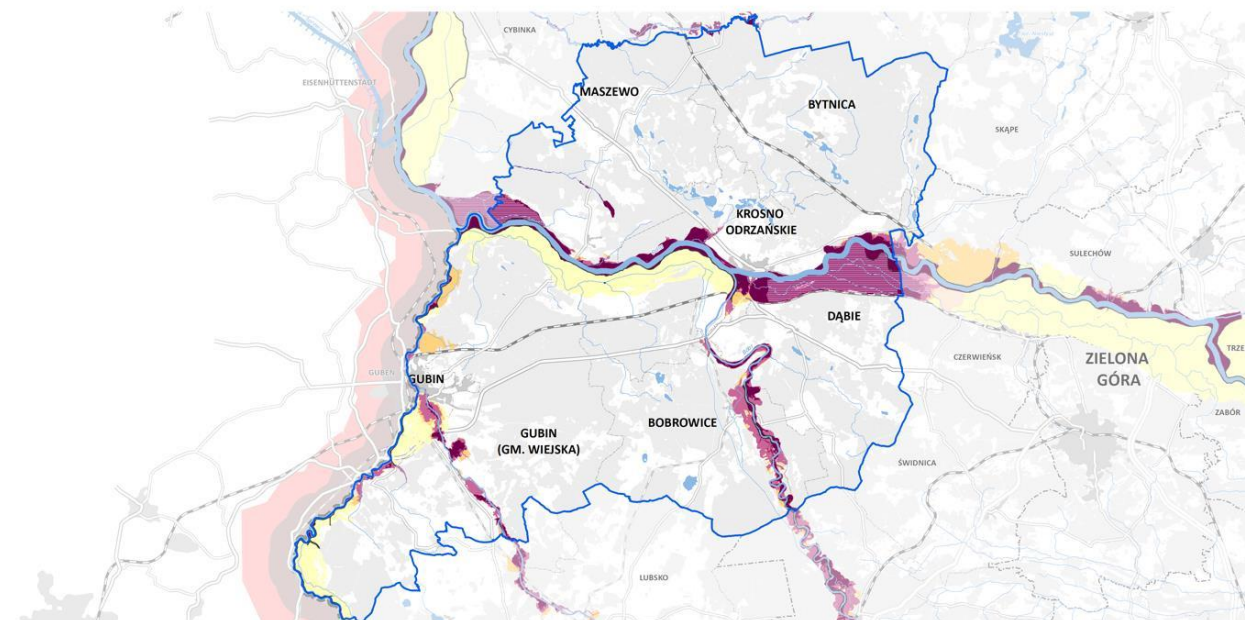 CYBINKA
EISENHÜTTENSTADT
MASZEWO
BYTNICA
SKĄPE
KROSNO
ODRZAŃSKIE
SULECHÓW
DĄBIE
CZERWIEŃSK
ZIELONA
GÓRA
TRZE
GUBEN
GUBIN
ZABÓR
BOBROWICE
GUBIN
(GM. WIEJSKA)
ŚWIDNICA
LUBSKO